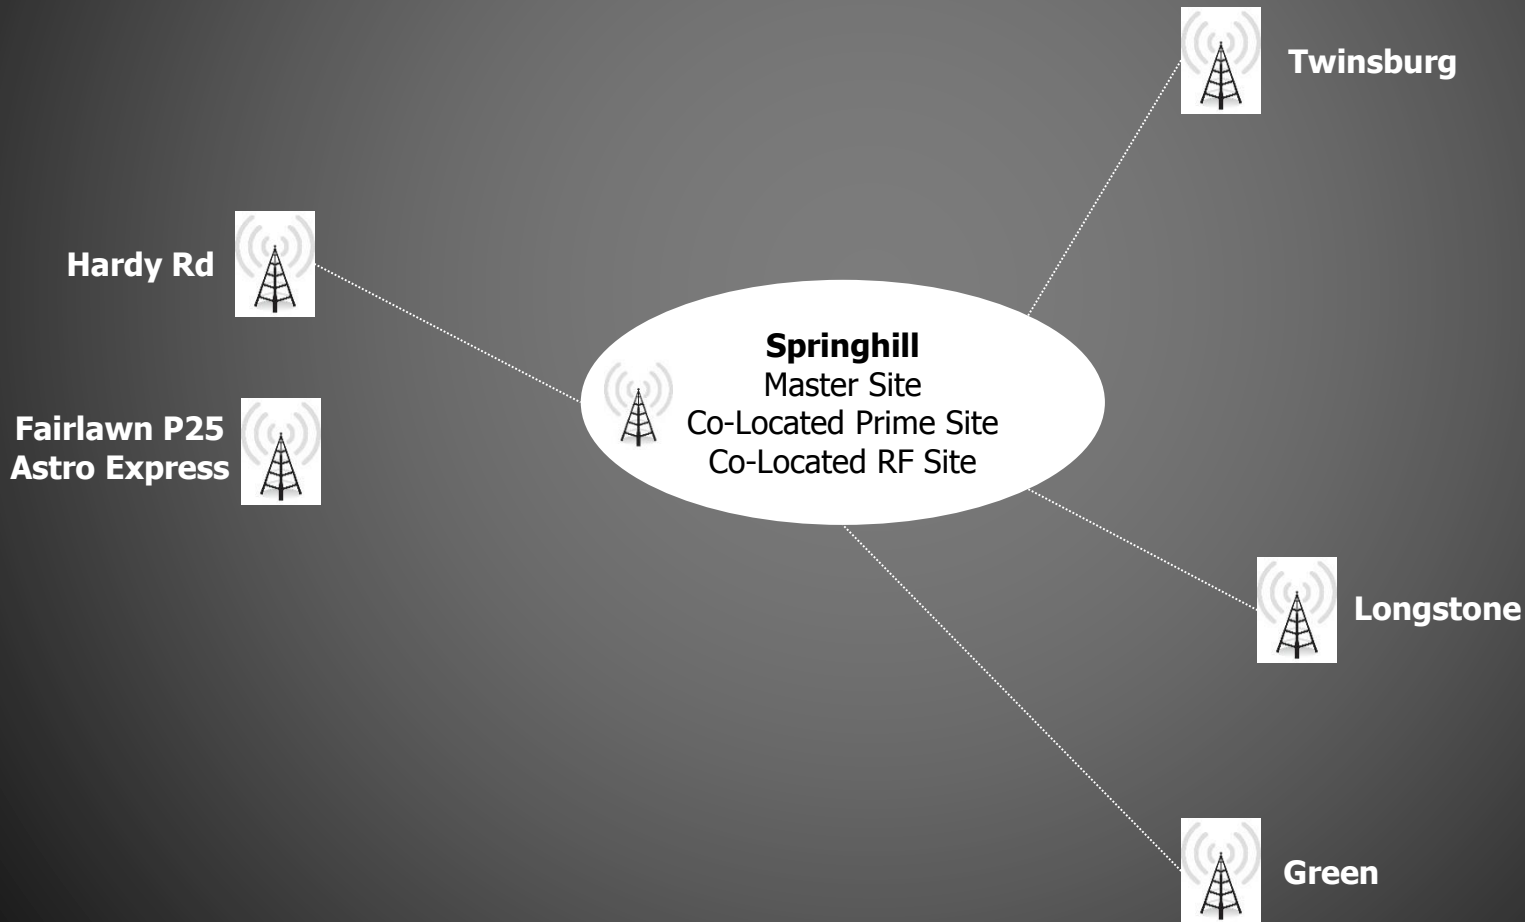 Twinsburg
Hardy Rd
Springhill
Master Site
Co-Located Prime Site
Co-Located RF Site
Fairlawn P25
Astro Express
Longstone
Green